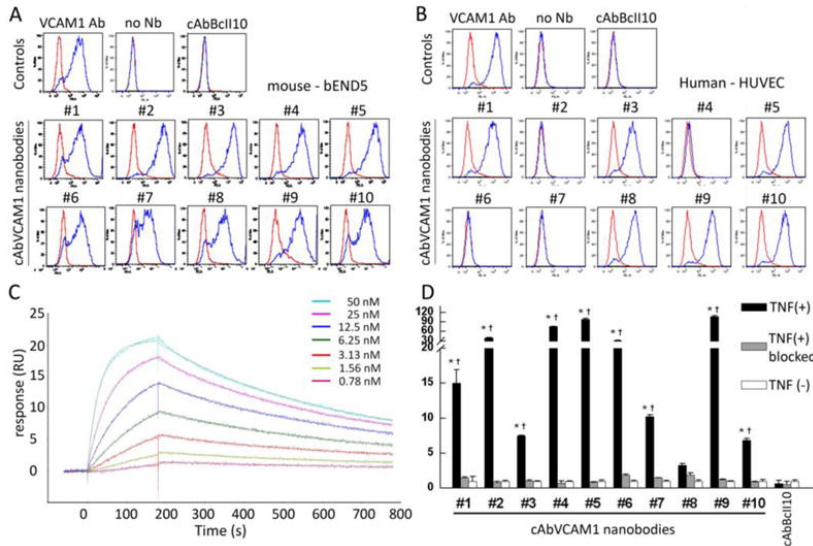 A
VCAM1 Ab no Nb cAbBcII10
Controls
mouse - bEND5
#1 #2 #3 #4 #5
cAbVCAM1 nanobodies
#6 #7 #8 #9 #10
B
VCAM1 Ab no Nb cAbBcII10
Controls
Human - HUVEC
#1 #2 #3 #4 #5
cAbVCAM1 nanobodies
#6 #7 #8 #9 #10
C
25
20
15
10
5
0
response (RU)
50 nM
25 nM
12.5 nM
6.25 nM
3.13 nM
1.56 nM
0.78 nM
0 100 200 300 400 500 600 700 800
Time (s)
D
120
90
60
30
20
15
10
5
0
* † * † * † * † * † * † * † * † * †
TNF(+)
TNF(+) blocked
TNF (-)
#1 #2 #3 #4 #5 #6 #7 #8 #9 #10
cAbVCAM1 nanobodies
cAbBcII10